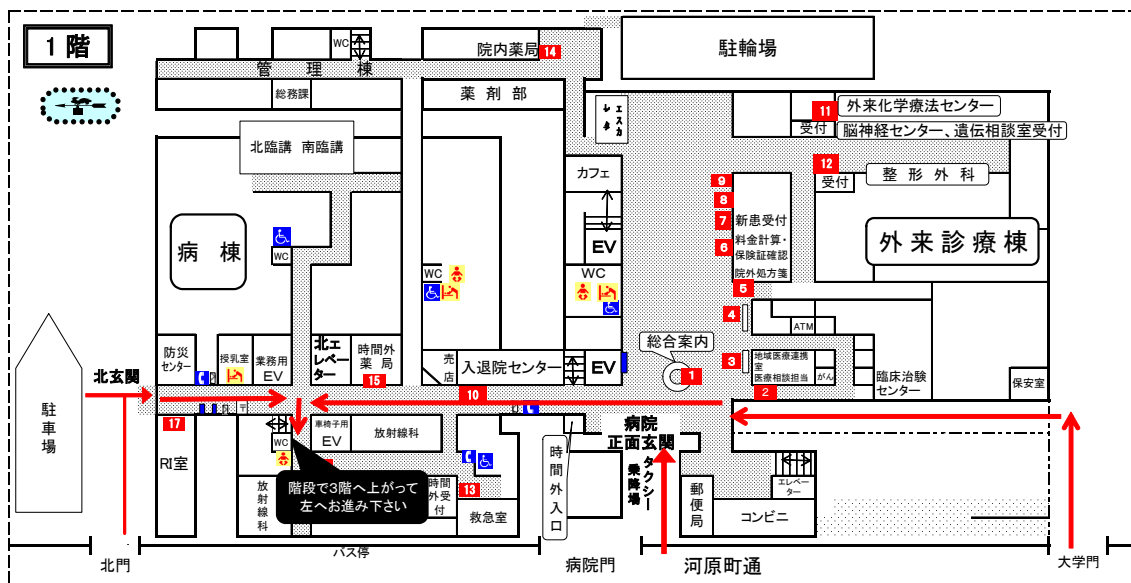 1 階
WC
院内薬局
14
駐輪場
管 理 棟
総務課
薬 剤 部
エスカ
レータ
11
外来化学療法センター
受付
脳神経センター、遺伝相談室受付
北臨講 南臨講
カフェ
12
受付
整 形 外 科
9
8
7
新患受付
6
料金計算・
保険証確認
院外処方箋
5
病 棟
WC
EV
外来診療棟
WC
WC
4
ATM
総合案内
防災
センター
授乳室
業務用
EV
北エレ
ベーター
時間外
薬局
15
売店
入退院センター
EV
1
3
地域医療連携
室
医療相談担当
がん
2
臨床治験
センター
保安室
北玄関
10
駐車場
〒
17
RI室
WC
車椅子用
EV
放射線科
病院
正面玄関
時間外入口
タクシー
乗降場
放射線科
階段で3階へ上がって
左へお進み下さい
時間
外受
付
13
救急室
郵便局
エレベー
ター
コンビニ
北門
バス停
病院門
河原町通
大学門